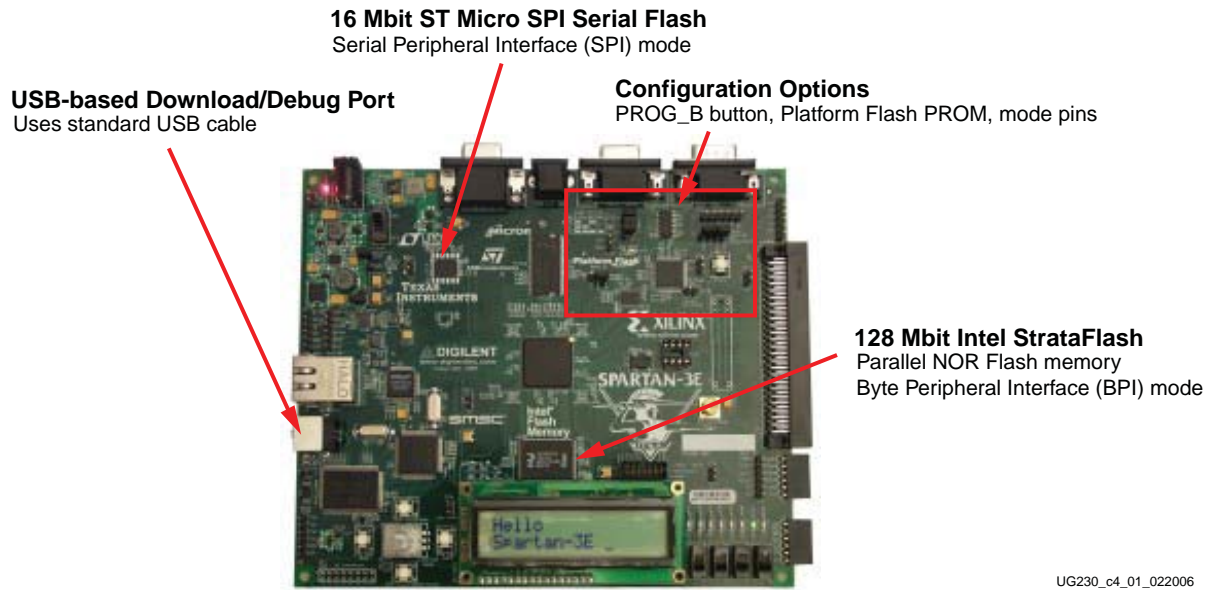 16 Mbit ST Micro SPI Serial Flash
Serial Peripheral Interface (SPI) mode
Configuration Options
PROG_B button, Platform Flash PROM, mode pins
USB-based Download/Debug Port
Uses standard USB cable
MICRON
Platform Flash
TEXAS
INSTRUMENTS
XILINX
DIGILENT
SPARTAN-3E
128 Mbit Intel StrataFlash
Parallel NOR Flash memory
Byte Peripheral Interface (BPI) mode
HALO
SMSC
Intel
Flash
Memory
Hello
Spartan-3E _
UG230_c4_01_022006